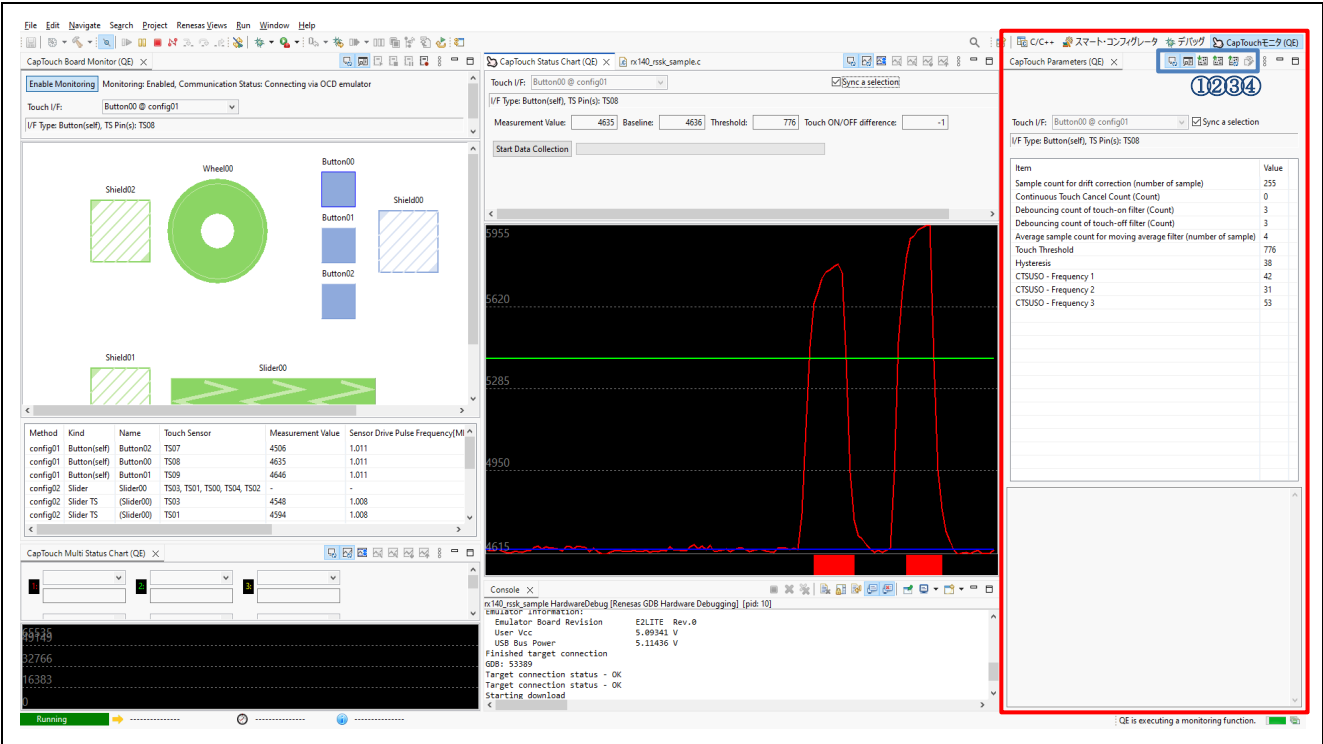 File Edit Navigate Search Project Renesas Views Run Window Help
C/C++ スマート・コンフィグレータ デバッグ CapTouchモニタ (QE)
CapTouch Board Monitor (QE)
Enable Monitoring Monitoring: Enabled, Communication Status: Connecting via OCD emulator
Touch I/F: Button00 @ config01
I/F Type: Button(self), TS Pin(s): TS08
Wheel00
Button00
Shield02
Shield00
Button01
Button02
Shield01
Slider00
Method Kind Name Touch Sensor Measurement Value Sensor Drive Pulse Frequency[MH
config01 Button(self) Button02 TS07 4506 1.011
config01 Button(self) Button00 TS08 4635 1.011
config01 Button(self) Button01 TS09 4646 1.011
config02 Slider Slider00 TS03, TS01, TS00, TS04, TS02 - -
config02 Slider TS (Slider00) TS03 4548 1.008
config02 Slider TS (Slider00) TS01 4594 1.008
CapTouch Multi Status Chart (QE)
1: 2: 3:
65535
49149
32766
16383
0
CapTouch Status Chart (QE) rx140_rssk_sample.c
Touch I/F: Button00 @ config01 Sync a selection
I/F Type: Button(self), TS Pin(s): TS08
Measurement Value: 4635 Baseline: 4636 Threshold: 776 Touch ON/OFF difference: -1
Start Data Collection
5955
5620
5285
4950
4615
Console
rx140_rssk_sample HardwareDebug [Renesas GDB Hardware Debugging] [pid: 10]
Emulator Information:
Emulator Board Revision E2LITE Rev.0
User Vcc 5.09341 V
USB Bus Power 5.11436 V
Finished target connection
GDB: 53389
Target connection status - OK
Target connection status - OK
Starting download
CapTouch Parameters (QE)
①②③④
Touch I/F: Button00 @ config01 Sync a selection
I/F Type: Button(self), TS Pin(s): TS08
Item Value
Sample count for drift correction (number of sample) 255
Continuous Touch Cancel Count (Count) 0
Debouncing count of touch-on filter (Count) 3
Debouncing count of touch-off filter (Count) 3
Average sample count for moving average filter (number of sample) 4
Touch Threshold 776
Hysteresis 38
CTSUSO - Frequency 1 42
CTSUSO - Frequency 2 31
CTSUSO - Frequency 3 53
Running --------------- --------------- --------------- QE is executing a monitoring function.